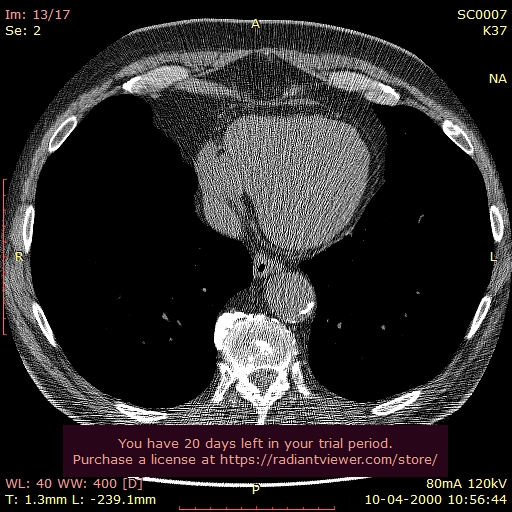 Im: 13/17
Se: 2
A
SC0007
K37
NA
R
L
You have 20 days left in your trial period.
Purchase a license at https://radiantviewer.com/store/
WL: 40 WW: 400 [D]
T: 1.3mm L: -239.1mm
P
80mA 120kV
10-04-2000 10:56:44